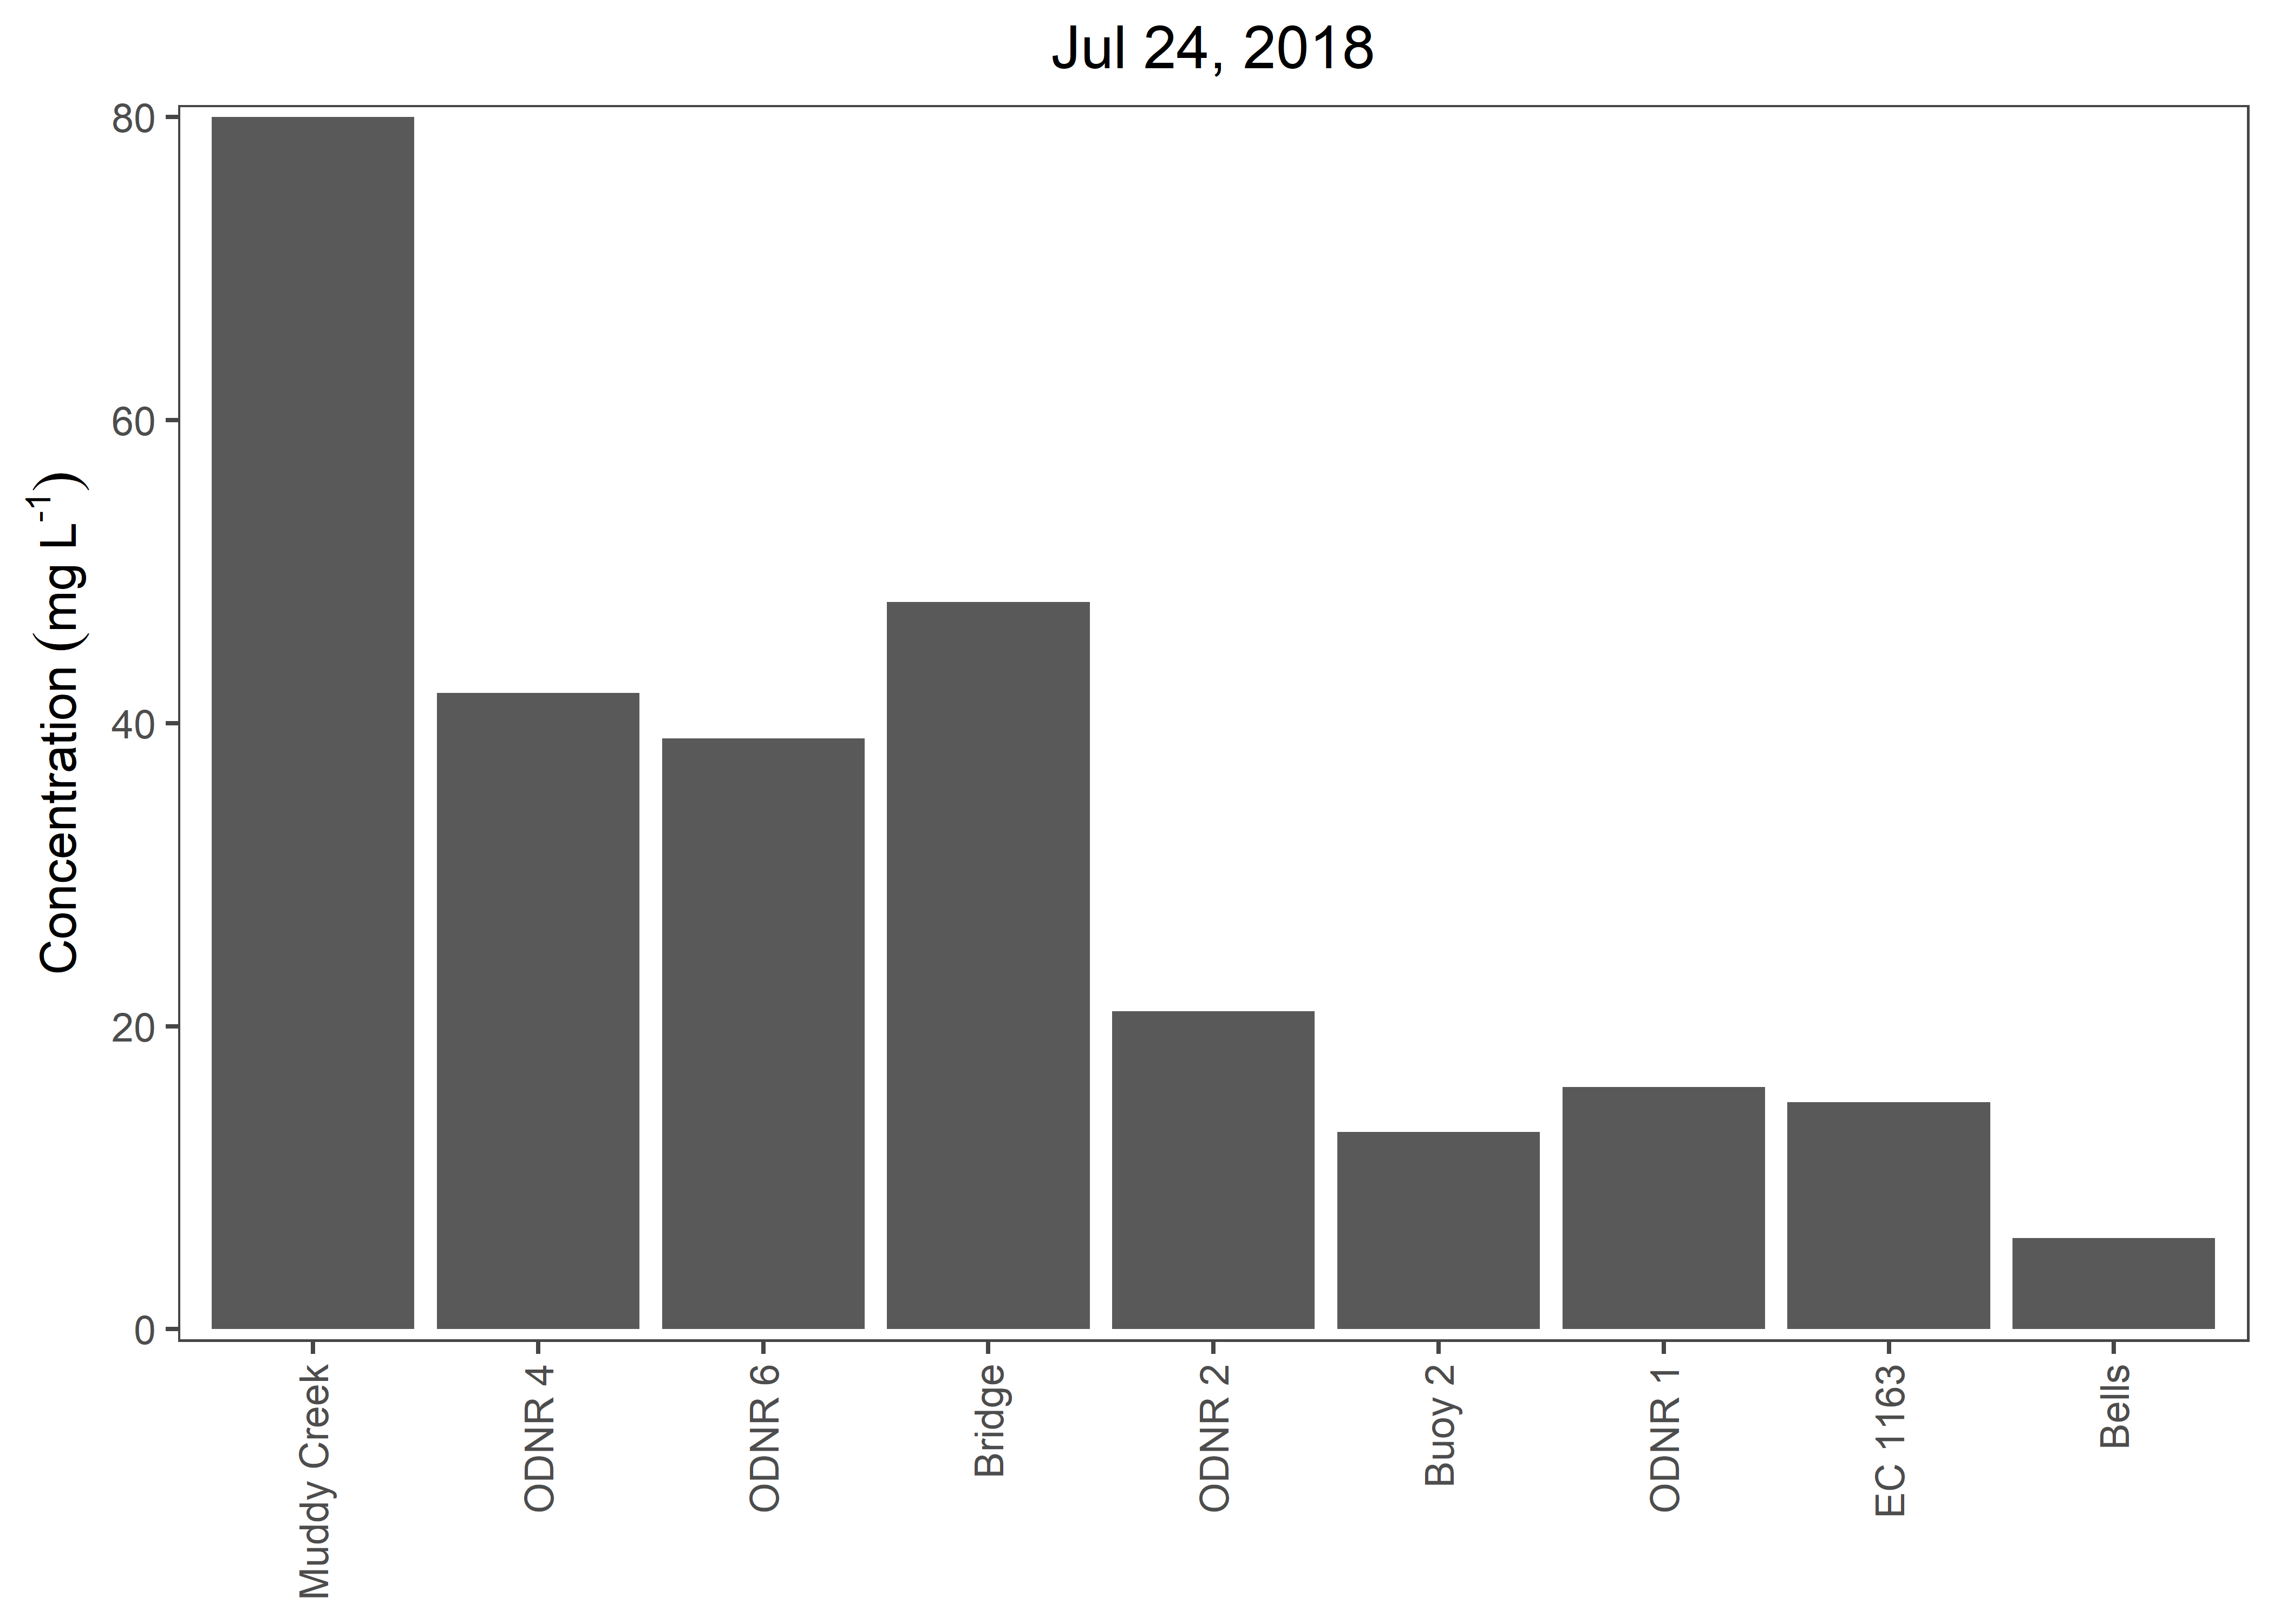 Jul 24, 2018
Concentration (mg L⁻¹)
80
60
40
20
0
Muddy Creek
ODNR 4
ODNR 6
Bridge
ODNR 2
Buoy 2
ODNR 1
EC 1163
Bells